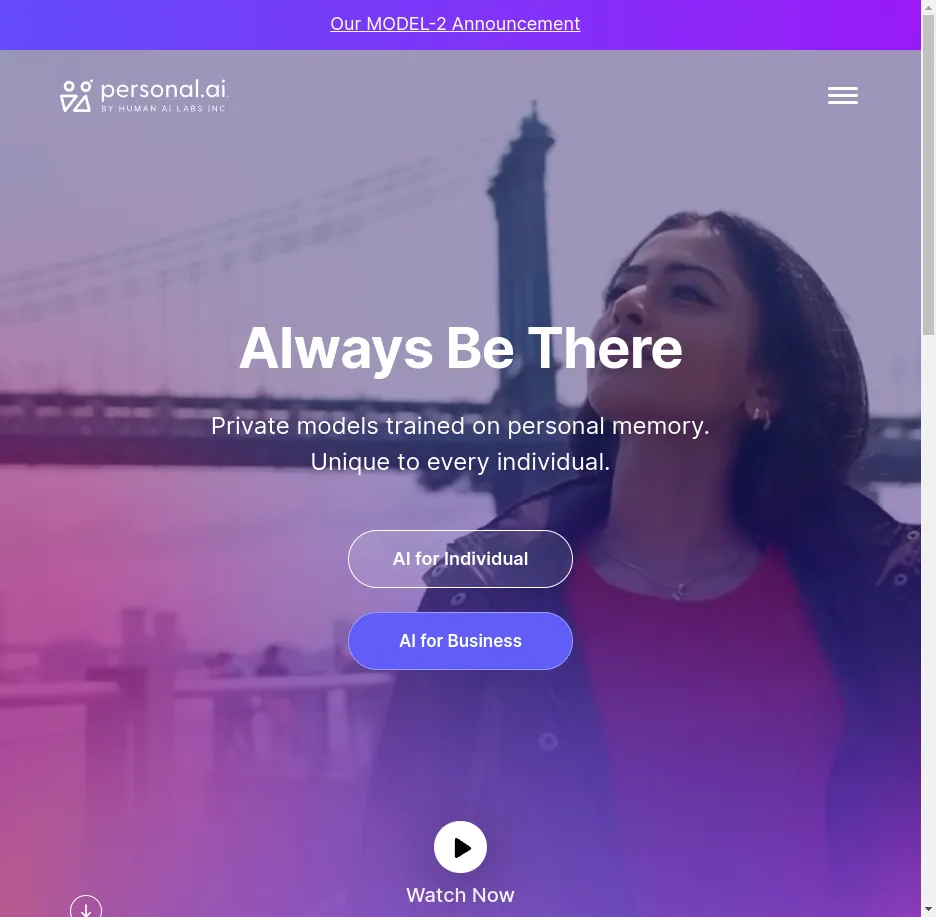 Our MODEL-2 Announcement
personal.ai
BY HUMAN AI LABS INC
Always Be There
Private models trained on personal memory.
Unique to every individual.
AI for Individual
AI for Business
Watch Now